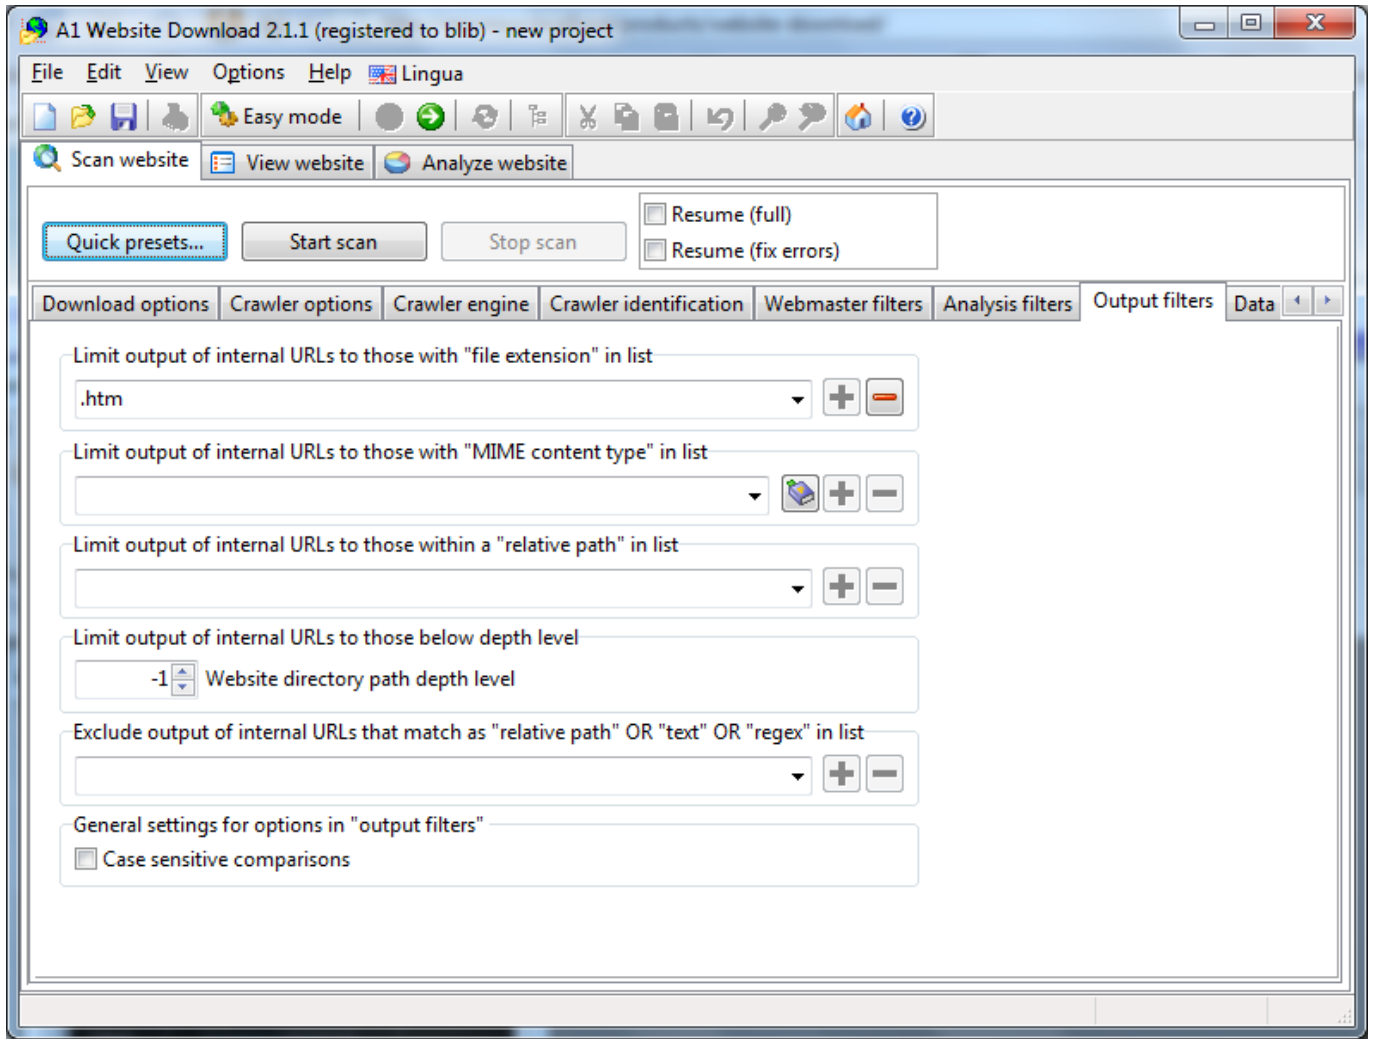 A1 Website Download 2.1.1 (registered to blib) - new project
File Edit View Options Help Lingua
Easy mode
Scan website View website Analyze website
Quick presets... Start scan Stop scan
Resume (full)
Resume (fix errors)
Download options Crawler options Crawler engine Crawler identification Webmaster filters Analysis filters Output filters Data
Limit output of internal URLs to those with "file extension" in list
.htm
Limit output of internal URLs to those with "MIME content type" in list
Limit output of internal URLs to those within a "relative path" in list
Limit output of internal URLs to those below depth level
-1 Website directory path depth level
Exclude output of internal URLs that match as "relative path" OR "text" OR "regex" in list
General settings for options in "output filters"
Case sensitive comparisons